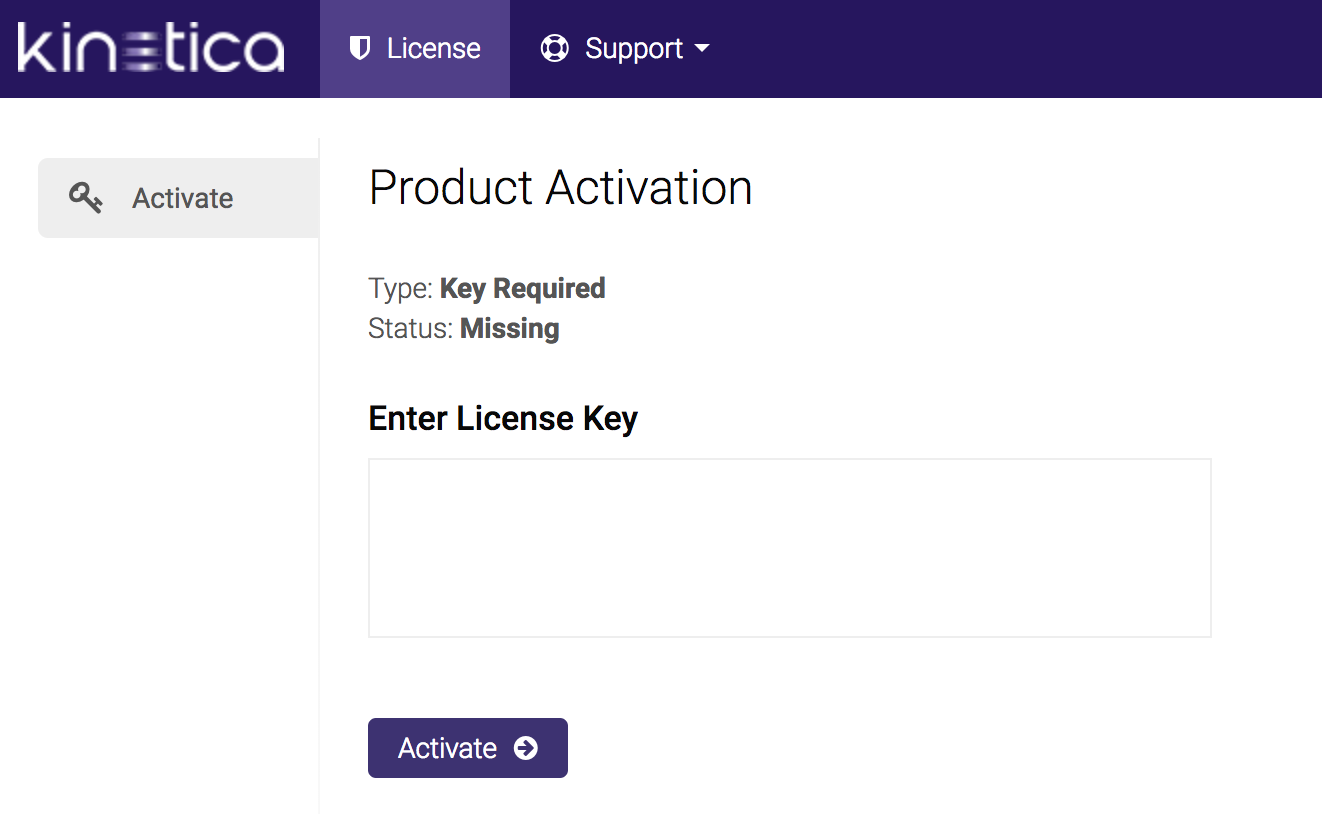 kinetica
License
Support
Activate
Product Activation
Type: Key Required
Status: Missing
Enter License Key
Activate